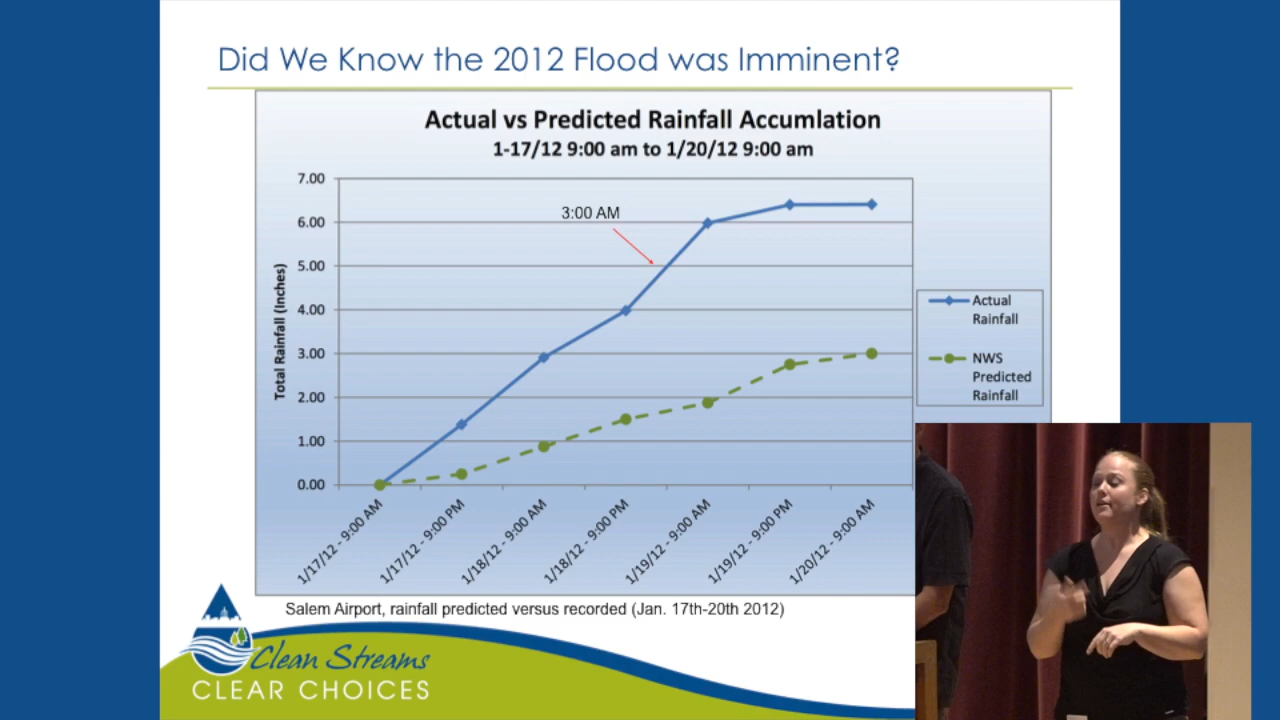 Did We Know the 2012 Flood was Imminent?
Actual vs Predicted Rainfall Accumlation
1-17/12 9:00 am to 1/20/12 9:00 am
7.00
6.00
5.00
4.00
3.00
2.00
1.00
0.00
Total Rainfall (Inches)
3:00 AM
Actual
Rainfall
NWS
Predicted
Rainfall
1/17/12 - 9:00 AM
1/17/12 - 9:00 PM
1/18/12 - 9:00 AM
1/18/12 - 9:00 PM
1/19/12 - 9:00 AM
1/19/12 - 9:00 PM
1/20/12 - 9:00 AM
Salem Airport, rainfall predicted versus recorded (Jan. 17th-20th 2012)
Clean Streams
CLEAR CHOICES